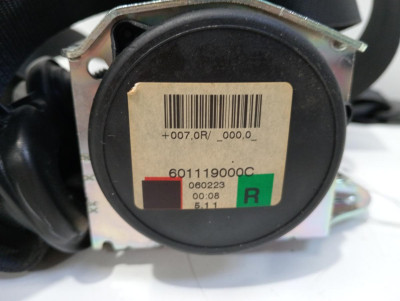 +007,0R/ _000,0_
601119000C
060223
00:08
5.1 1
R